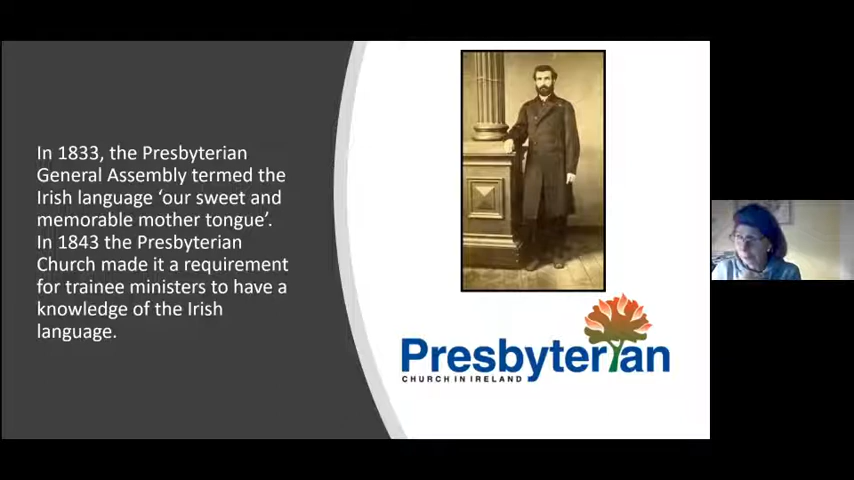 In 1833, the Presbyterian
General Assembly termed the
Irish language ‘our sweet and
memorable mother tongue’.
In 1843 the Presbyterian
Church made it a requirement
for trainee ministers to have a
knowledge of the Irish
language.
Presbyterian
CHURCH IN IRELAND